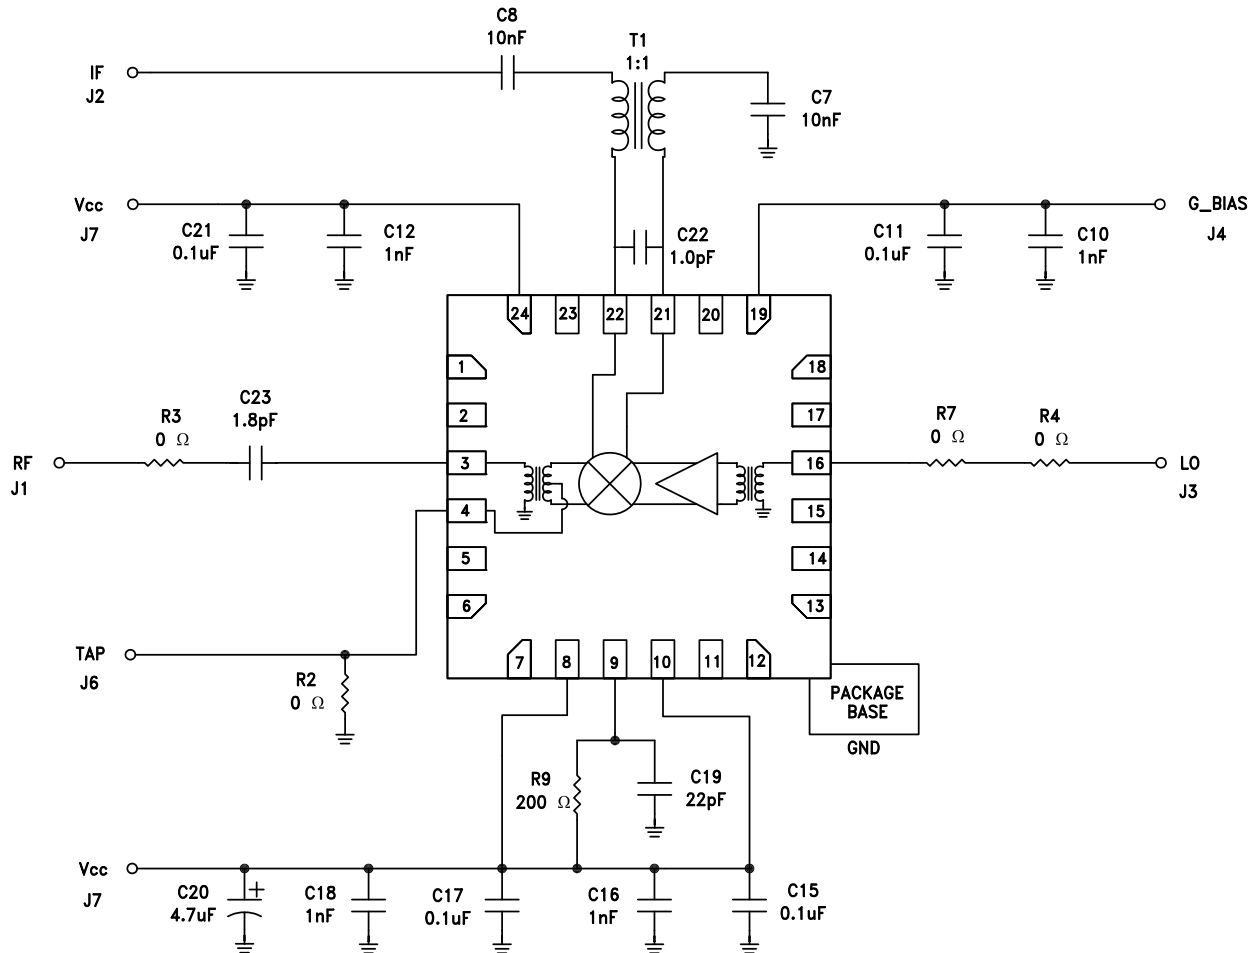 C8
10nF
T1
1:1
IF
J2
C7
10nF
Vcc
J7
C21
0.1uF
C12
1nF
C22
1.0pF
C11
0.1uF
C10
1nF
G_BIAS
J4
24
23
22
21
20
19
1
2
3
4
5
6
18
17
16
15
14
13
7
8
9
10
11
12
RF
J1
R3
0 Ω
C23
1.8pF
R7
0 Ω
R4
0 Ω
LO
J3
TAP
J6
R2
0 Ω
PACKAGE
BASE
GND
R9
200 Ω
C19
22pF
Vcc
J7
C20
4.7uF
+
C18
1nF
C17
0.1uF
C16
1nF
C15
0.1uF